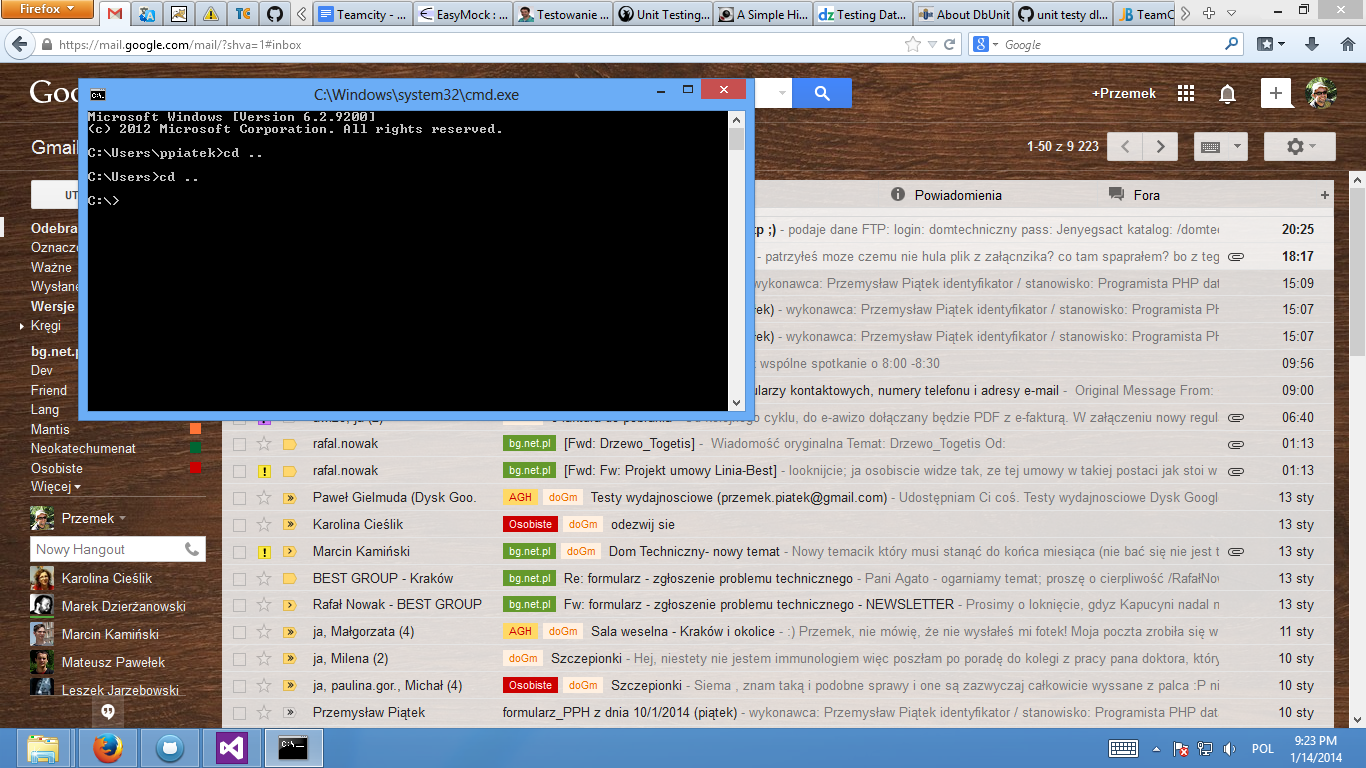 Firefox
TC
Teamcity - ...
EasyMock : ...
Testowanie ...
Unit Testing...
A Simple Hi...
Testing Dat...
About DbUnit
unit testy dl...
TeamC
https://mail.google.com/mail/?shva=1#inbox
Google
C:\Windows\system32\cmd.exe
Microsoft Windows [Version 6.2.9200]
(c) 2012 Microsoft Corporation. All rights reserved.
C:\Users\ppiatek>cd ..
C:\Users>cd ..
C:\>
Goo
+Przemek
Gmail
1-50 z 9 223
UT
Powiadomienia
Fora
Odebra
Oznaczo
Ważne
Wysłane
Wersje
Kręgi
bg.net.p
Dev
Friend
Lang
Mantis
Neokatechumenat
Osobiste
Więcej
tp ;) - podaje dane FTP: login: domtechniczny pass: Jenyegsact katalog: /domte 20:25
- patrzyłeś moze czemu nie hula plik z załącnzika? co tam spaprałem? bo z teg 18:17
wykonawca: Przemysław Piątek identyfikator / stanowisko: Programista PHP dat 15:09
ek) - wykonawca: Przemysław Piątek identyfikator / stanowisko: Programista PH 15:07
ek) - wykonawca: Przemysław Piątek identyfikator / stanowisko: Programista PH 15:07
wspólne spotkanie o 8:00 -8:30 09:56
ularzy kontaktowych, numery telefonu i adresy e-mail - Original Message From: 09:00
cyklu, do e-awizo dołączany będzie PDF z e-fakturą. W załączeniu nowy regul 06:40
rafal.nowak bg.net.pl [Fwd: Drzewo_Togetis] - Wiadomość oryginalna Temat: Drzewo_Togetis Od: 01:13
rafal.nowak bg.net.pl [Fwd: Fw: Projekt umowy Linia-Best] - looknijcie; ja osobiscie widze tak, ze tej umowy w takiej postaci jak stoi w 01:13
Paweł Gielmuda (Dysk Goo. AGH doGm Testy wydajnosciowe (przemek.piatek@gmail.com) - Udostępniam Ci coś. Testy wydajnosciowe Dysk Googl 13 sty
Karolina Cieślik Osobiste doGm odezwij sie 13 sty
Marcin Kamiński bg.net.pl doGm Dom Techniczny- nowy temat - Nowy temacik który musi stanąć do końca miesiąca (nie bać się nie jest t 13 sty
BEST GROUP - Kraków bg.net.pl Re: formularz - zgłoszenie problemu technicznego - Pani Agato - ogarniamy temat; proszę o cierpliwość /RafałNow 13 sty
Rafał Nowak - BEST GROUP bg.net.pl Fw: formularz - zgłoszenie problemu technicznego - NEWSLETTER - Prosimy o loknięcie, gdyz Kapucyni nadal n 13 sty
ja, Małgorzata (4) AGH doGm Sala weselna - Kraków i okolice - :) Przemek, nie mówię, że nie wysłałeś mi fotek! Moja poczta zrobiła się w 11 sty
ja, Milena (2) doGm Szczepionki - Hej, niestety nie jestem immunologiem więc poszłam po poradę do kolegi z pracy pana doktora, któr 10 sty
ja, paulina.gor., Michał (4) Osobiste doGm Szczepionki - Siema , znam taką i podobne sprawy i one są zazwyczaj całkowicie wyssane z palca :P ni 10 sty
Przemysław Piątek formularz_PPH z dnia 10/1/2014 (piątek) - wykonawca: Przemysław Piątek identyfikator / stanowisko: Programista PH 10 sty
Przemek
Nowy Hangout
Karolina Cieślik
Marek Dzierżanowski
Marcin Kamiński
Mateusz Pawełek
Leszek Jarzebowski
POL
9:23 PM
1/14/2014